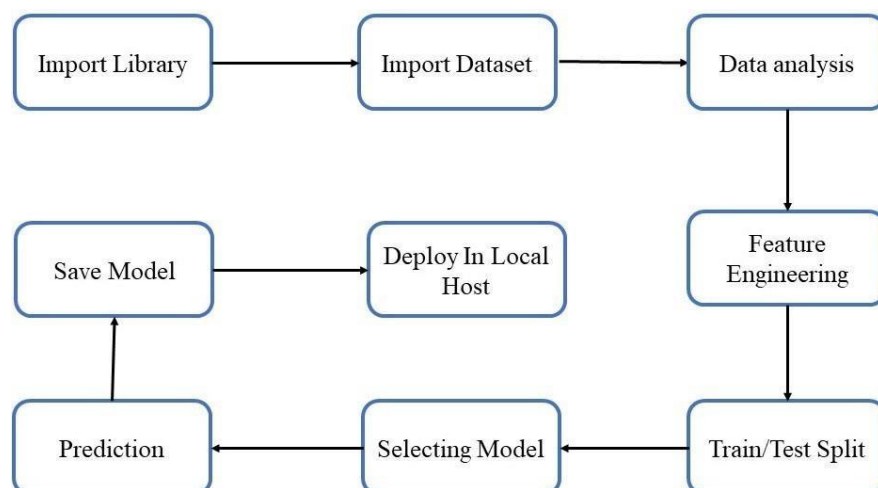 Import Library
Import Dataset
Data analysis
Save Model
Deploy In Local
Host
Feature
Engineering
Prediction
Selecting Model
Train/Test Split